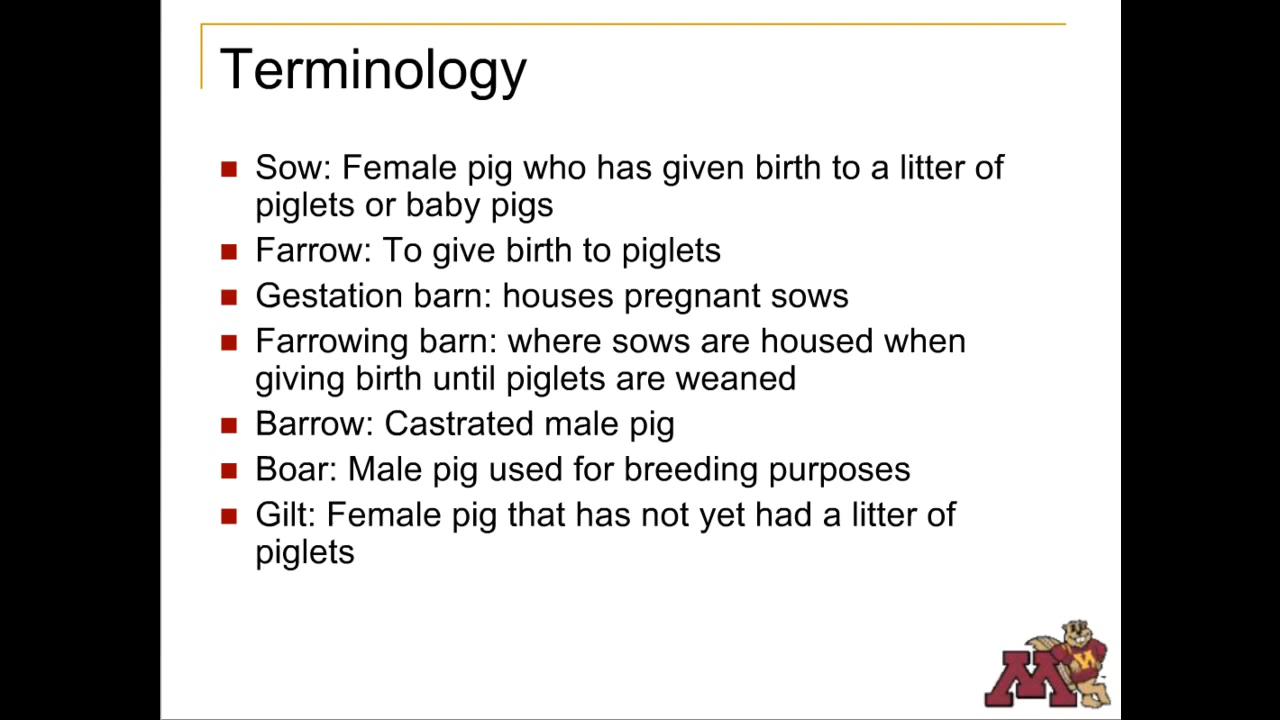 Terminology
Sow: Female pig who has given birth to a litter of
piglets or baby pigs
Farrow: To give birth to piglets
Gestation barn: houses pregnant sows
Farrowing barn: where sows are housed when
giving birth until piglets are weaned
Barrow: Castrated male pig
Boar: Male pig used for breeding purposes
Gilt: Female pig that has not yet had a litter of
piglets
M